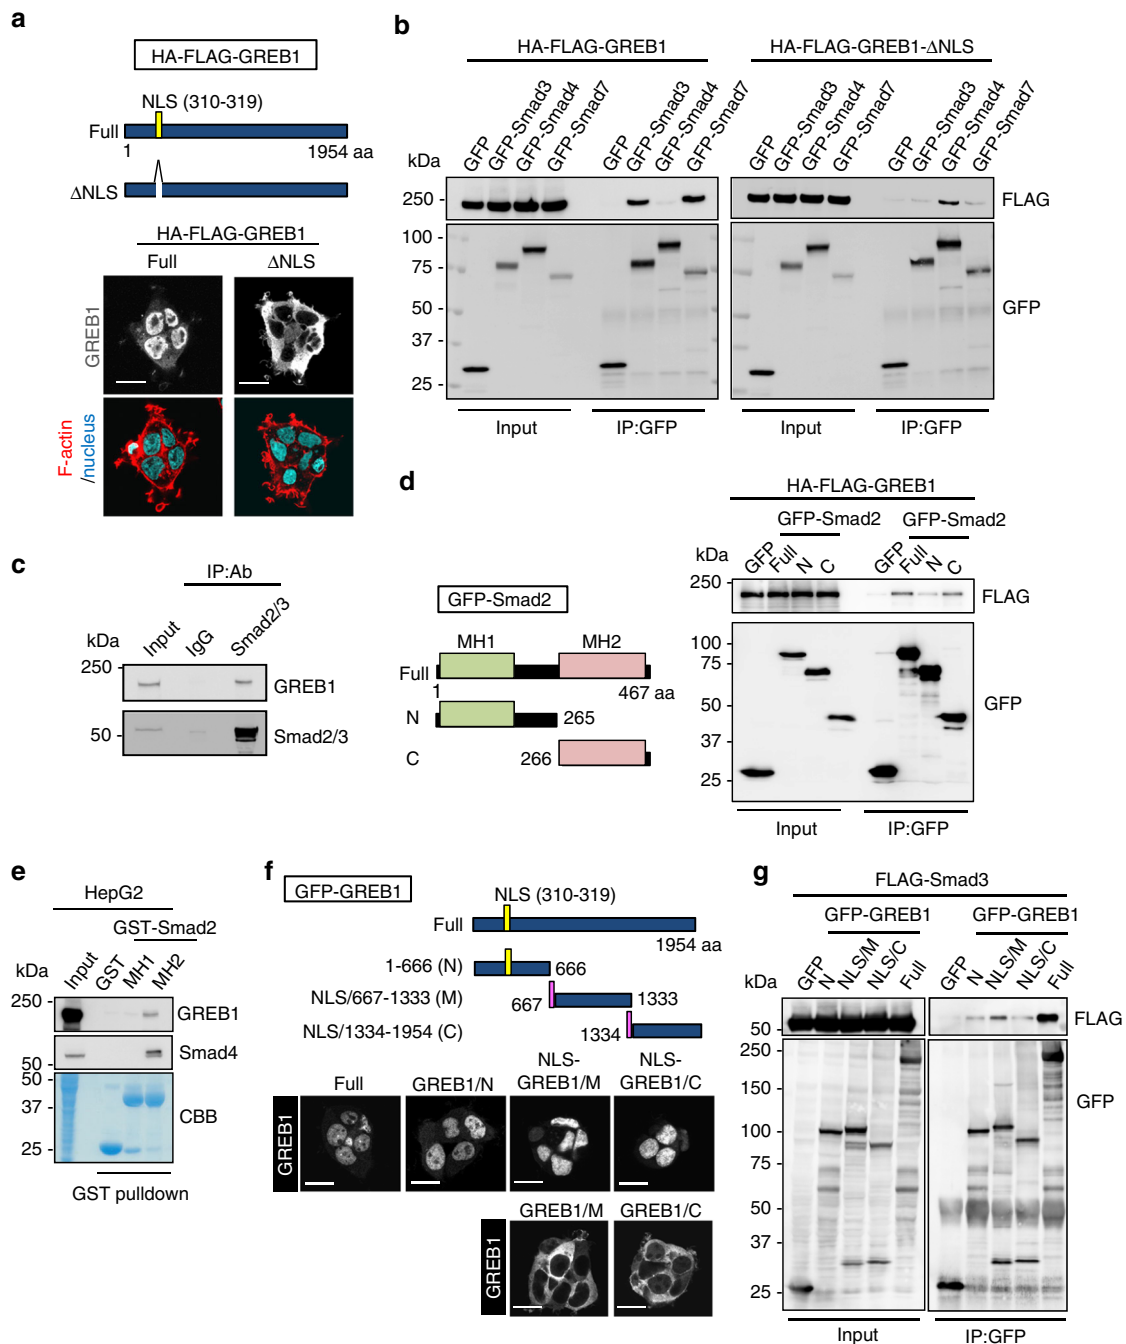 a
HA-FLAG-GREB1
NLS (310-319)
Full
1
1954 aa
ΔNLS
HA-FLAG-GREB1
Full
ΔNLS
GREB1
F-actin
/nucleus
b
HA-FLAG-GREB1
HA-FLAG-GREB1-ΔNLS
GFP
GFP-Smad3
GFP-Smad4
GFP-Smad7
GFP
GFP-Smad3
GFP-Smad4
GFP-Smad7
GFP
GFP-Smad3
GFP-Smad4
GFP-Smad7
GFP
GFP-Smad3
GFP-Smad4
GFP-Smad7
kDa
250
FLAG
100
75
50
37
25
GFP
Input
IP:GFP
Input
IP:GFP
c
IP:Ab
kDa
Input
IgG
Smad2/3
250
GREB1
50
Smad2/3
d
GFP-Smad2
MH1
MH2
Full
1
467 aa
N
265
C
266
HA-FLAG-GREB1
GFP-Smad2
GFP-Smad2
kDa
GFP
Full
N
C
GFP
Full
N
C
250
FLAG
100
75
50
37
25
GFP
Input
IP:GFP
e
HepG2
GST-Smad2
kDa
Input
GST
MH1
MH2
250
GREB1
50
Smad4
50
37
25
CBB
GST pulldown
f
GFP-GREB1
NLS (310-319)
Full
1954 aa
1-666 (N)
666
NLS/667-1333 (M)
667
1333
NLS/1334-1954 (C)
1334
Full
GREB1/N
NLS-
GREB1/M
NLS-
GREB1/C
GREB1
GREB1/M
GREB1/C
GREB1
g
FLAG-Smad3
GFP-GREB1
GFP-GREB1
kDa
GFP
N
NLS/M
NLS/C
Full
GFP
N
NLS/M
NLS/C
Full
50
FLAG
250
150
100
75
50
37
25
GFP
Input
IP:GFP